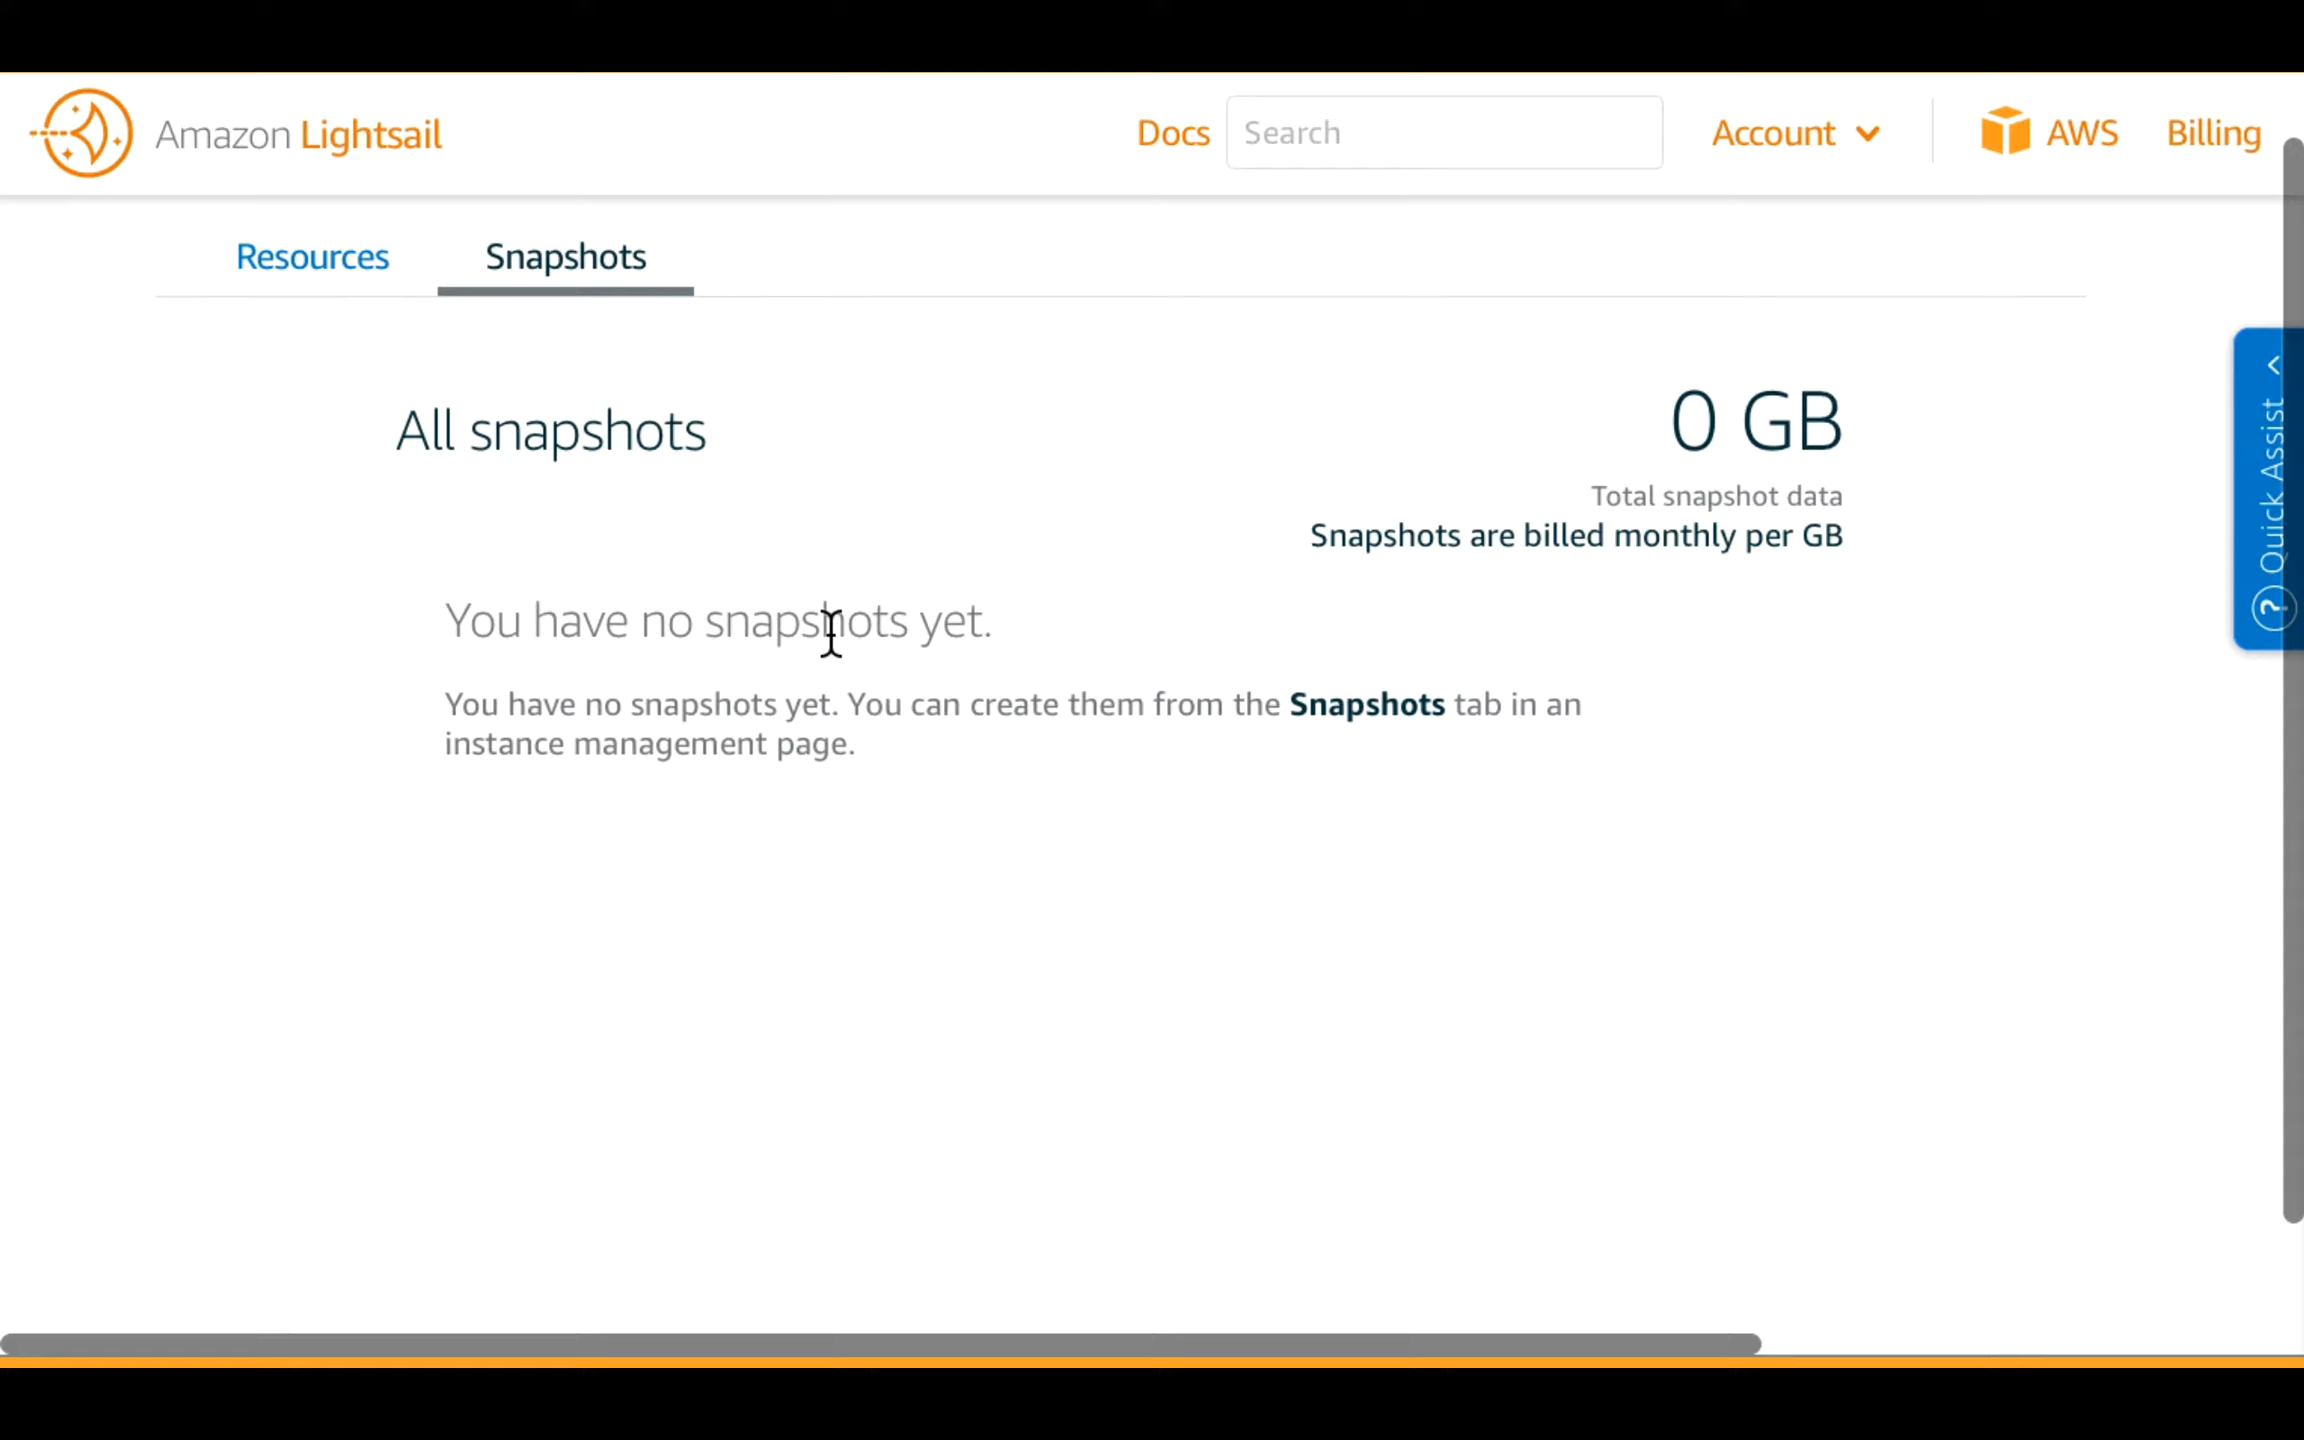 Amazon Lightsail
Docs
Search
Account
AWS
Billing
Resources
Snapshots
All snapshots
0 GB
Total snapshot data
Snapshots are billed monthly per GB
You have no snapshots yet.
You have no snapshots yet. You can create them from the Snapshots tab in an
instance management page.
? Quick Assist